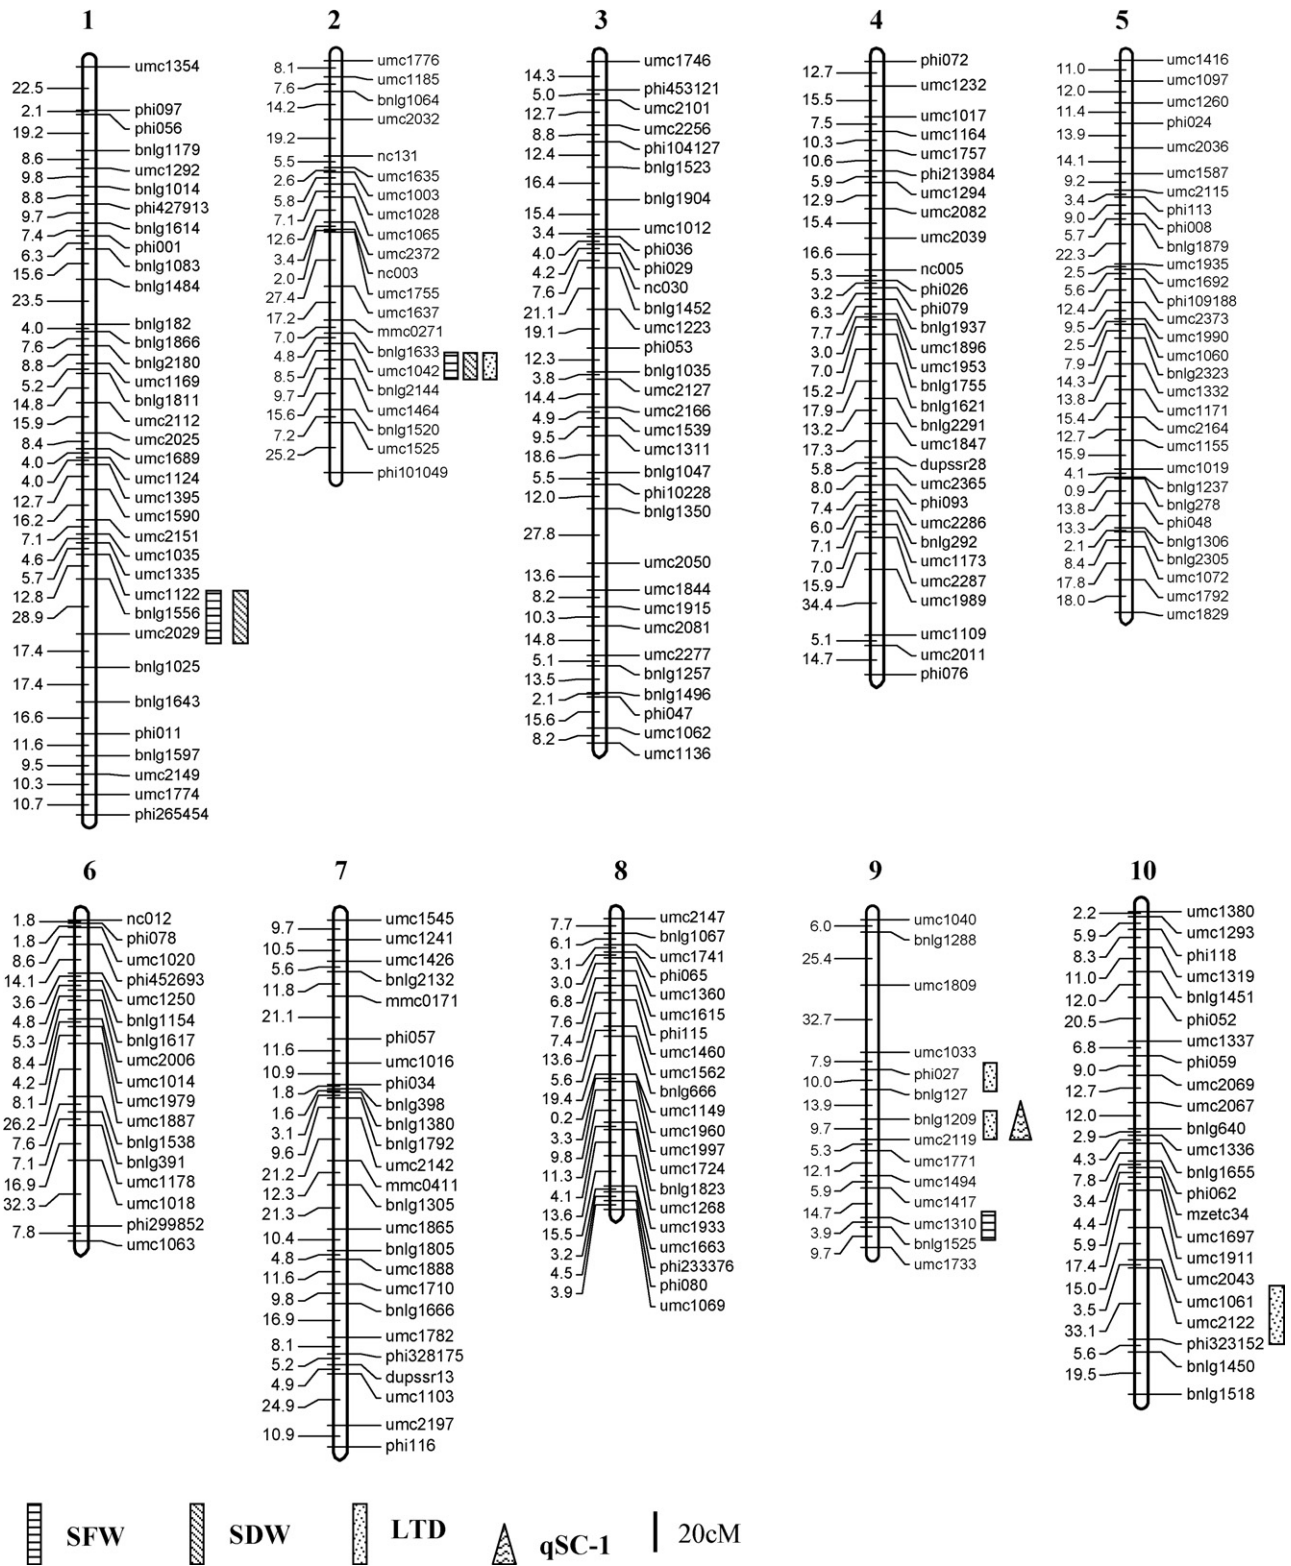 1
22.5
2.1
19.2
8.6
9.8
8.8
9.7
7.4
6.3
15.6
23.5
4.0
7.6
8.8
5.2
14.8
15.9
8.4
4.0
4.0
12.7
16.2
7.1
4.6
5.7
12.8
28.9
17.4
17.4
16.6
11.6
9.5
10.3
10.7
umc1354
phi097
phi056
bnlg1179
umc1292
bnlg1014
phi427913
bnlg1614
phi001
bnlg1083
bnlg1484
bnlg182
bnlg1866
bnlg2180
umc1169
bnlg1811
umc2112
umc2025
umc1689
umc1124
umc1395
umc1590
umc2151
umc1035
umc1335
umc1122
bnlg1556
umc2029
bnlg1025
bnlg1643
phi011
bnlg1597
umc2149
umc1774
phi265454
2
8.1
7.6
14.2
19.2
5.5
2.6
5.8
7.1
12.6
3.4
2.0
27.4
17.2
7.0
4.8
8.5
9.7
15.6
7.2
25.2
umc1776
umc1185
bnlg1064
umc2032
nc131
umc1635
umc1003
umc1028
umc1065
umc2372
nc003
umc1755
umc1637
mmc0271
bnlg1633
umc1042
bnlg2144
umc1464
bnlg1520
umc1525
phi101049
3
14.3
5.0
12.7
8.8
12.4
16.4
15.4
3.4
4.0
4.2
7.6
21.1
19.1
12.3
3.8
14.4
4.9
9.5
18.6
5.5
12.0
27.8
13.6
8.2
10.3
14.8
5.1
13.5
2.1
15.6
8.2
umc1746
phi453121
umc2101
umc2256
phi104127
bnlg1523
bnlg1904
umc1012
phi036
phi029
nc030
bnlg1452
umc1223
phi053
bnlg1035
umc2127
umc2166
umc1539
umc1311
bnlg1047
phi10228
bnlg1350
umc2050
umc1844
umc1915
umc2081
umc2277
bnlg1257
bnlg1496
phi047
umc1062
umc1136
4
12.7
15.5
7.5
10.3
10.6
5.9
12.9
15.4
16.6
5.3
3.2
6.3
7.7
3.0
7.0
15.2
17.9
13.2
17.3
5.8
8.0
7.4
6.0
7.1
7.0
15.9
34.4
5.1
14.7
phi072
umc1232
umc1017
umc1164
umc1757
phi213984
umc1294
umc2082
umc2039
nc005
phi026
phi079
bnlg1937
umc1896
umc1953
bnlg1755
bnlg1621
bnlg2291
umc1847
dupssr28
umc2365
phi093
umc2286
bnlg292
umc1173
umc2287
umc1989
umc1109
umc2011
phi076
5
11.0
12.0
11.4
13.9
14.1
9.2
3.4
9.0
5.7
22.3
2.5
5.6
12.4
9.5
2.5
7.9
14.3
13.8
15.4
12.7
15.9
4.1
0.9
13.8
13.3
2.1
8.4
17.8
18.0
umc1416
umc1097
umc1260
phi024
umc2036
umc1587
umc2115
phi113
phi008
bnlg1879
umc1935
umc1692
phi109188
umc2373
umc1990
umc1060
bnlg2323
umc1332
umc1171
umc2164
umc1155
umc1019
bnlg1237
bnlg278
phi048
bnlg1306
bnlg2305
umc1072
umc1792
umc1829
6
1.8
1.8
8.6
14.1
3.6
4.8
5.3
8.4
4.2
8.1
26.2
7.6
7.1
16.9
32.3
7.8
nc012
phi078
umc1020
phi452693
umc1250
bnlg1154
bnlg1617
umc2006
umc1014
umc1979
umc1887
bnlg1538
bnlg391
umc1178
umc1018
phi299852
umc1063
7
9.7
10.5
5.6
11.8
21.1
11.6
10.9
1.8
1.6
3.1
9.6
21.2
12.3
21.3
10.4
4.8
11.6
9.8
16.9
8.1
5.2
4.9
24.9
10.9
umc1545
umc1241
umc1426
bnlg2132
mmc0171
phi057
umc1016
phi034
bnlg398
bnlg1380
bnlg1792
umc2142
mmc0411
bnlg1305
umc1865
bnlg1805
umc1888
umc1710
bnlg1666
umc1782
phi328175
dupssr13
umc1103
umc2197
phi116
8
7.7
6.1
3.1
3.0
6.8
7.6
7.4
13.6
5.6
19.4
0.2
3.3
9.8
11.3
4.1
13.6
15.5
3.2
4.5
3.9
umc2147
bnlg1067
umc1741
phi065
umc1360
umc1615
phi115
umc1460
umc1562
bnlg666
umc1149
umc1960
umc1997
umc1724
bnlg1823
umc1268
umc1933
umc1663
phi233376
phi080
umc1069
9
6.0
25.4
32.7
7.9
10.0
13.9
9.7
5.3
12.1
5.9
14.7
3.9
9.7
umc1040
bnlg1288
umc1809
umc1033
phi027
bnlg127
bnlg1209
umc2119
umc1771
umc1494
umc1417
umc1310
bnlg1525
umc1733
10
2.2
5.9
8.3
11.0
12.0
20.5
6.8
9.0
12.7
12.0
2.9
4.3
7.8
3.4
4.4
5.9
17.4
15.0
3.5
33.1
5.6
19.5
umc1380
umc1293
phi118
umc1319
bnlg1451
phi052
umc1337
phi059
umc2069
umc2067
bnlg640
umc1336
bnlg1655
phi062
mzetc34
umc1697
umc1911
umc2043
umc1061
umc2122
phi323152
bnlg1450
bnlg1518
SFW
SDW
LTD
qSC-1
20cM